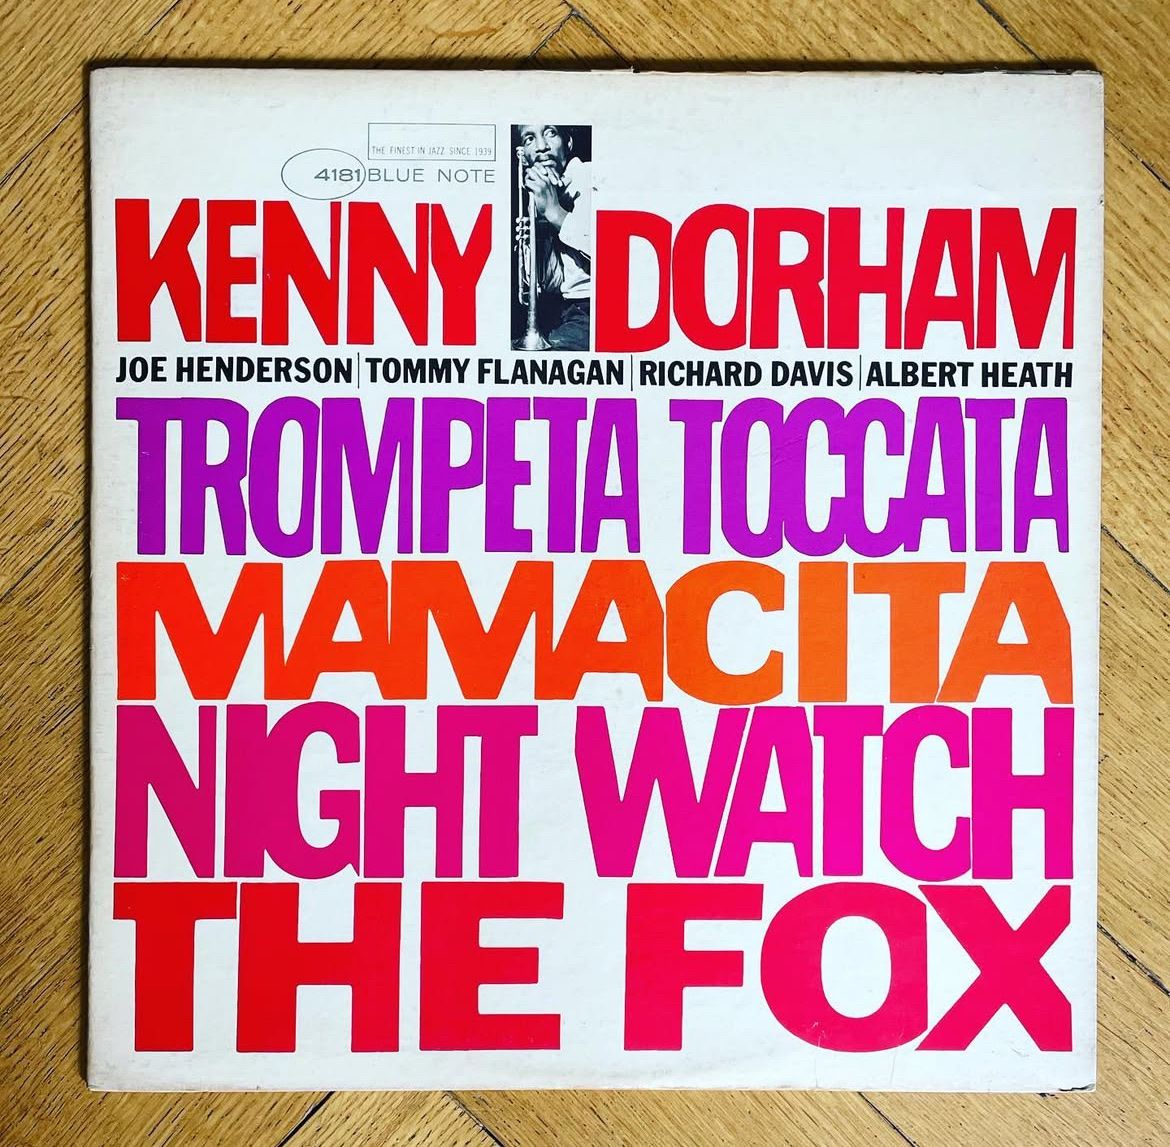 THE FINEST IN JAZZ SINCE 1939
4181 BLUE NOTE
KENNY DORHAM
JOE HENDERSON | TOMMY FLANAGAN | RICHARD DAVIS | ALBERT HEATH
TROMPETA TOCCATA
MAMACITA
NIGHT WATCH
THE FOX